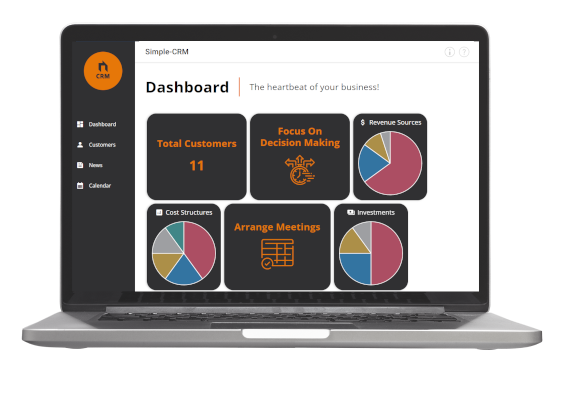 Simple-CRM
CRM
Dashboard
The heartbeat of your business!
Dashboard
Customers
News
Calendar
Total Customers
11
Focus On
Decision Making
$ Revenue Sources
Cost Structures
Arrange Meetings
Investments